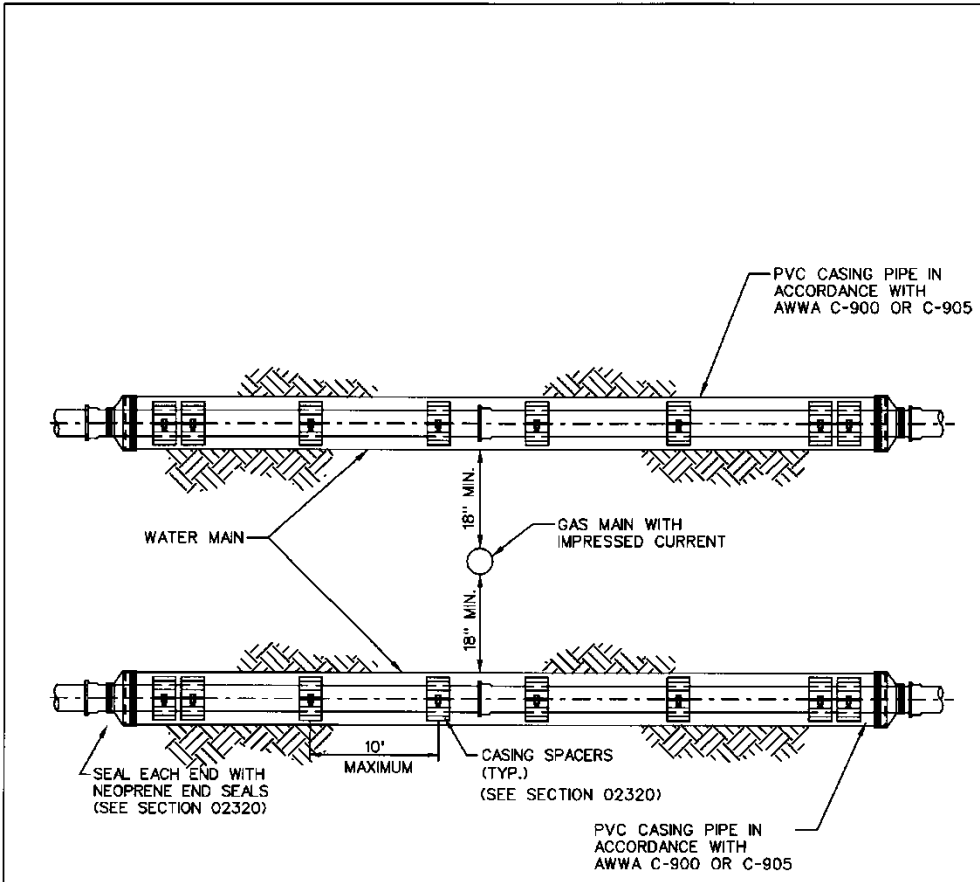 PVC CASING PIPE IN
ACCORDANCE WITH
AWWA C-900 OR C-905
18" MIN.
WATER MAIN
GAS MAIN WITH
IMPRESSED CURRENT
18" MIN.
10'
MAXIMUM
SEAL EACH END WITH
NEOPRENE END SEALS
(SEE SECTION 02320)
CASING SPACERS
(TYP.)
(SEE SECTION 02320)
PVC CASING PIPE IN
ACCORDANCE WITH
AWWA C-900 OR C-905